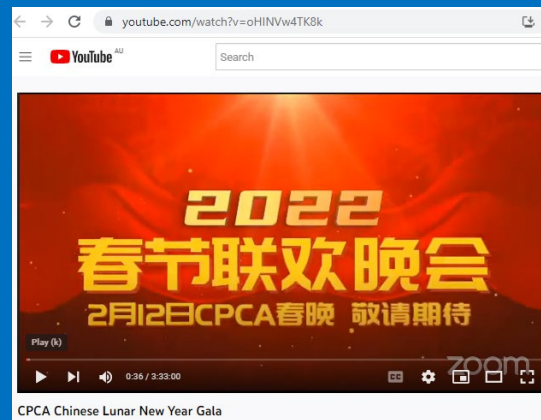 youtube.com/watch?v=oHINVw4TK8k
YouTube AU
Search
2022
春节联欢晚会
2月12日CPCA春晚 敬请期待
Play (k)
zoom
0:36 / 3:33:00
CC
CPCA Chinese Lunar New Year Gala